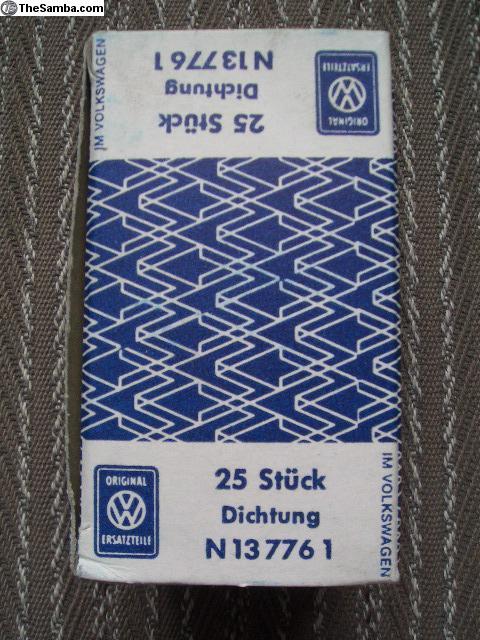 TheSamba.com
IM VOLKSWAGEN
ORIGINAL
ERSATZTEILE
25 Stück
Dichtung
N 13 776 1
ORIGINAL
ERSATZTEILE
25 Stück
Dichtung
N 13 776 1
IM VOLKSWAGEN